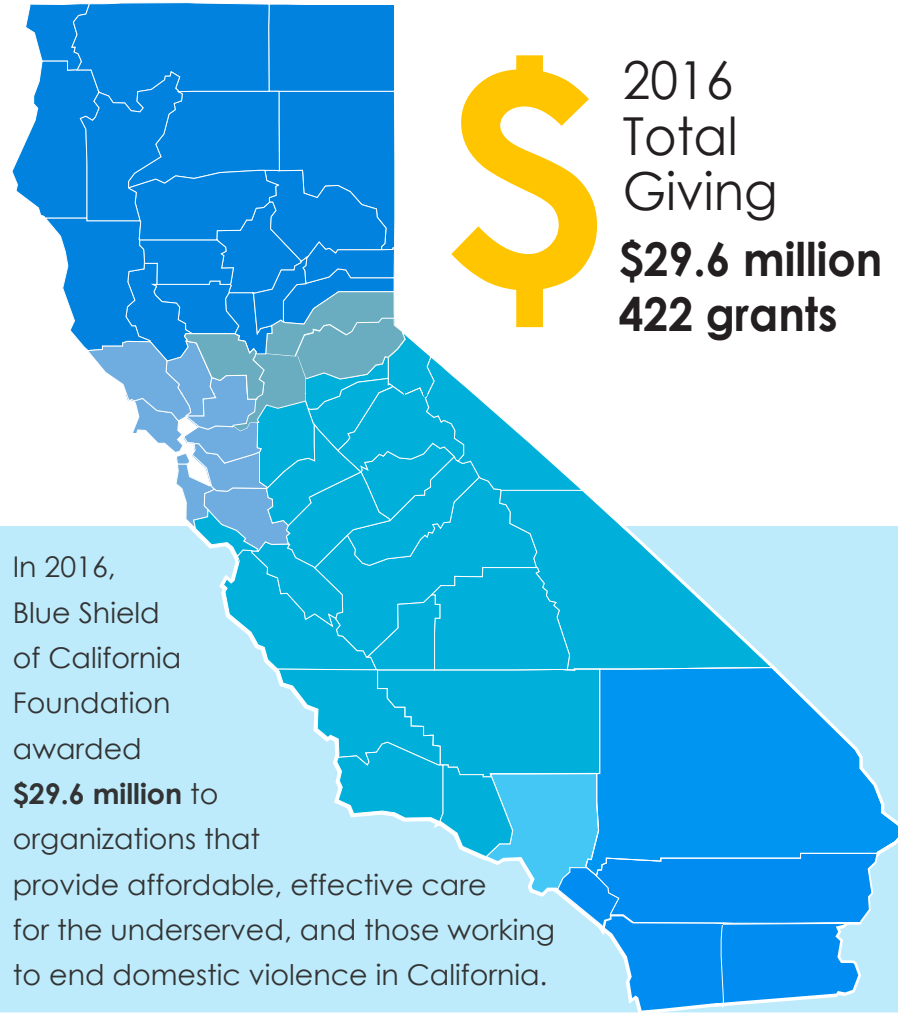 $
2016
Total
Giving
$29.6 million
422 grants
In 2016,
Blue Shield
of California
Foundation
awarded
$29.6 million to
organizations that
provide affordable, effective care
for the underserved, and those working
to end domestic violence in California.